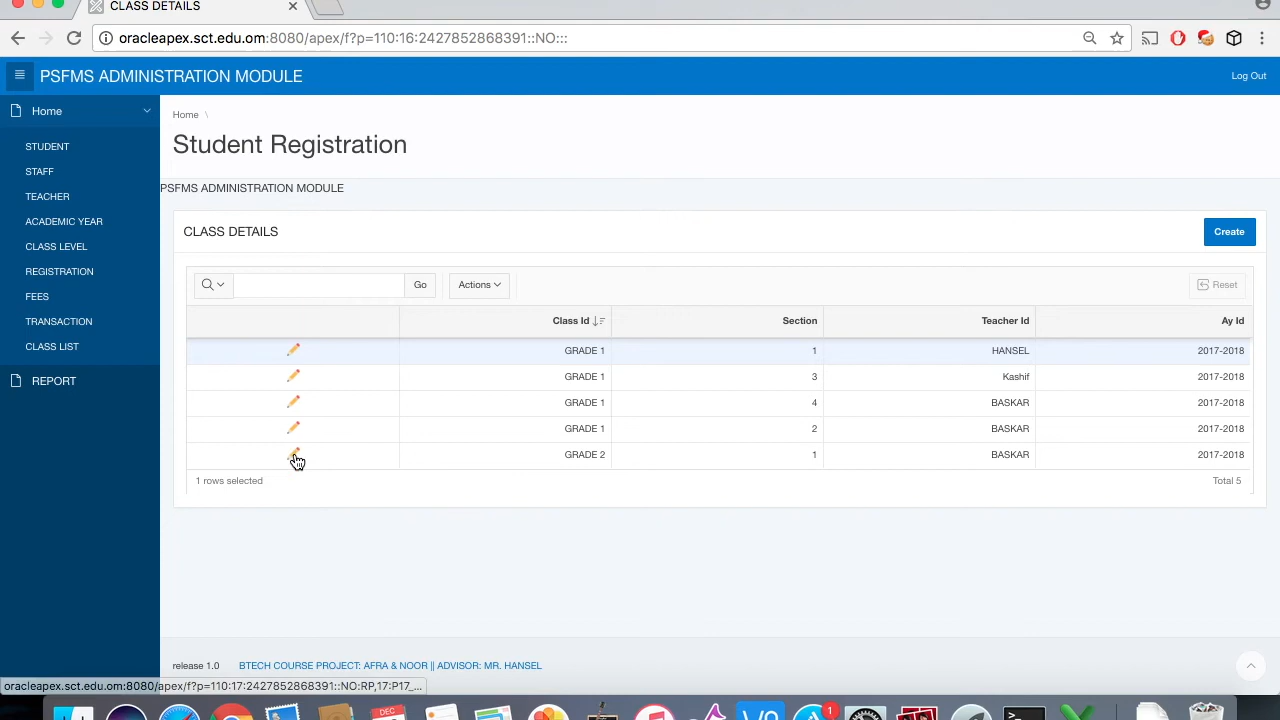 CLASS DETAILS
oracleapex.sct.edu.om:8080/apex/f?p=110:16:2427852868391::NO:::
PSFMS ADMINISTRATION MODULE
Log Out
Home
STUDENT
STAFF
TEACHER
ACADEMIC YEAR
CLASS LEVEL
REGISTRATION
FEES
TRANSACTION
CLASS LIST
REPORT
Home \
Student Registration
PSFMS ADMINISTRATION MODULE
CLASS DETAILS
Create
Go
Actions
Reset
Class Id Section Teacher Id Ay Id
GRADE 1 1 HANSEL 2017-2018
GRADE 1 3 Kashif 2017-2018
GRADE 1 4 BASKAR 2017-2018
GRADE 1 2 BASKAR 2017-2018
GRADE 2 1 BASKAR 2017-2018
1 rows selected Total 5
release 1.0 BTECH COURSE PROJECT: AFRA & NOOR || ADVISOR: MR. HANSEL
oracleapex.sct.edu.om:8080/apex/f?p=110:17:2427852868391::NO:RP,17:P17_...
DEC
1